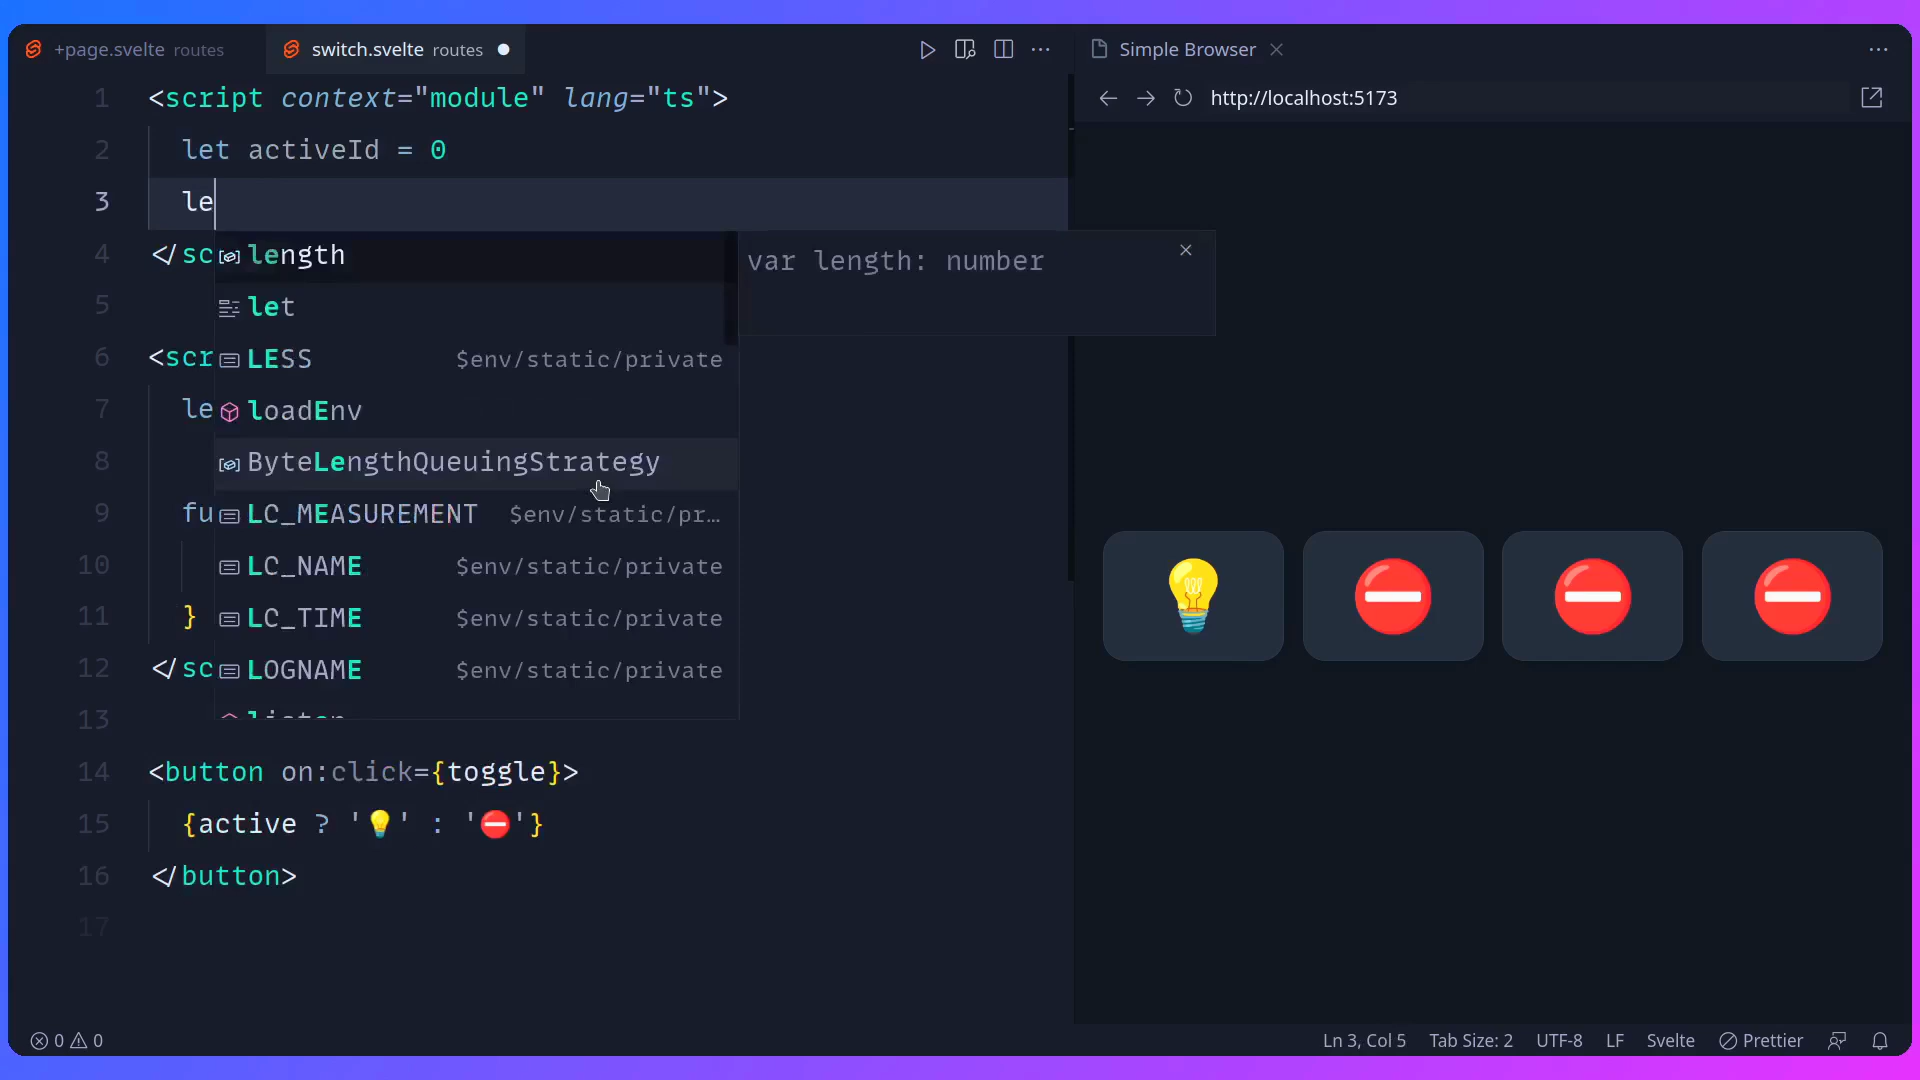 +page.svelte routes
switch.svelte routes
Simple Browser
http://localhost:5173
1 <script context="module" lang="ts">
2 let activeId = 0
3 le
4 </sc
5
6 <scr
7 le
8
9 fu
10
11 }
12 </sc
13
14 <button on:click={toggle}>
15 {active ? '💡' : '⛔'}
16 </button>
17
length
let
LESS $env/static/private
loadEnv
ByteLengthQueuingStrategy
LC_MEASUREMENT $env/static/pr…
LC_NAME $env/static/private
LC_TIME $env/static/private
LOGNAME $env/static/private
var length: number
0 0
Ln 3, Col 5 Tab Size: 2 UTF-8 LF Svelte Prettier